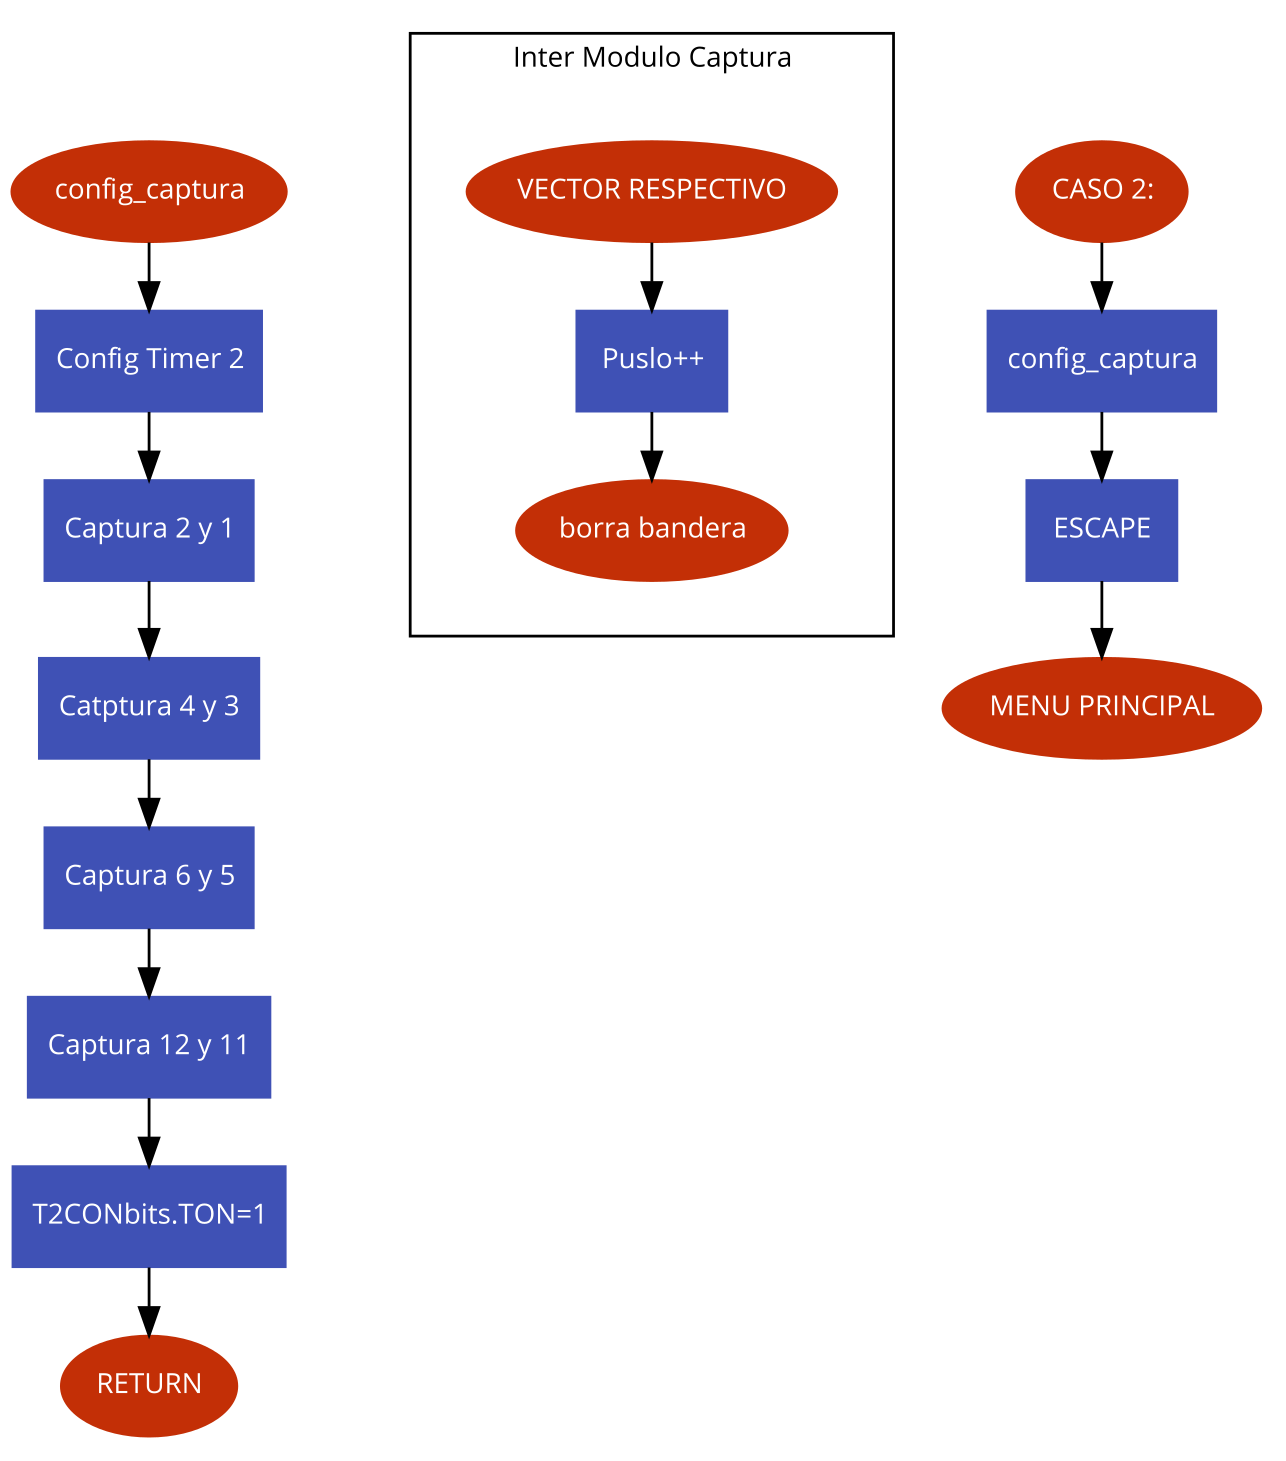 config_captura
Config Timer 2
Captura 2 y 1
Catptura 4 y 3
Captura 6 y 5
Captura 12 y 11
T2CONbits.TON=1
RETURN
Inter Modulo Captura
VECTOR RESPECTIVO
Puslo++
borra bandera
CASO 2:
config_captura
ESCAPE
MENU PRINCIPAL